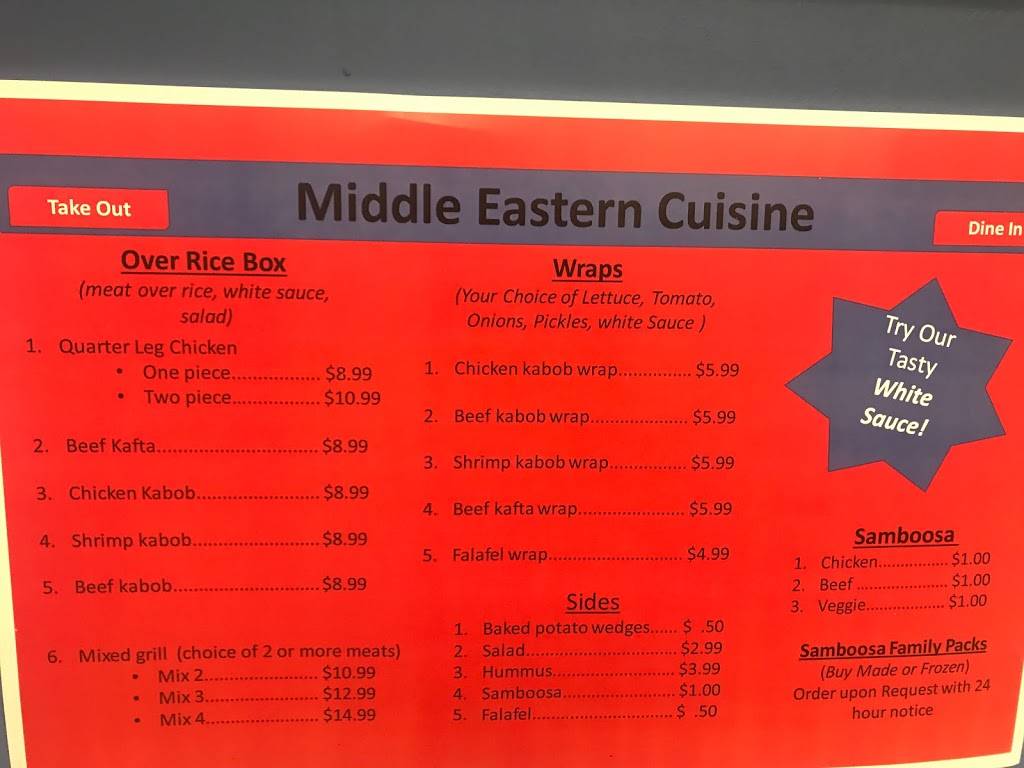 Middle Eastern Cuisine
Take Out
Dine In
Over Rice Box
(meat over rice, white sauce,
salad)
1. Quarter Leg Chicken
• One piece................. $8.99
• Two piece................. $10.99
2. Beef Kafta............................. $8.99
3. Chicken Kabob...................... $8.99
4. Shrimp kabob....................... $8.99
5. Beef kabob.......................... $8.99
6. Mixed grill (choice of 2 or more meats)
• Mix 2...................... $10.99
• Mix 3..................... $12.99
• Mix 4..................... $14.99
Wraps
(Your Choice of Lettuce, Tomato,
Onions, Pickles, white Sauce )
1. Chicken kabob wrap............... $5.99
2. Beef kabob wrap.................... $5.99
3. Shrimp kabob wrap................ $5.99
4. Beef kafta wrap...................... $5.99
5. Falafel wrap........................... $4.99
Sides
1. Baked potato wedges...... $ .50
2. Salad.............................. $2.99
3. Hummus......................... $3.99
4. Samboosa....................... $1.00
5. Falafel............................. $ .50
Try Our
Tasty
White
Sauce!
Samboosa
1. Chicken................ $1.00
2. Beef ..................... $1.00
3. Veggie.................. $1.00
Samboosa Family Packs
(Buy Made or Frozen)
Order upon Request with 24
hour notice